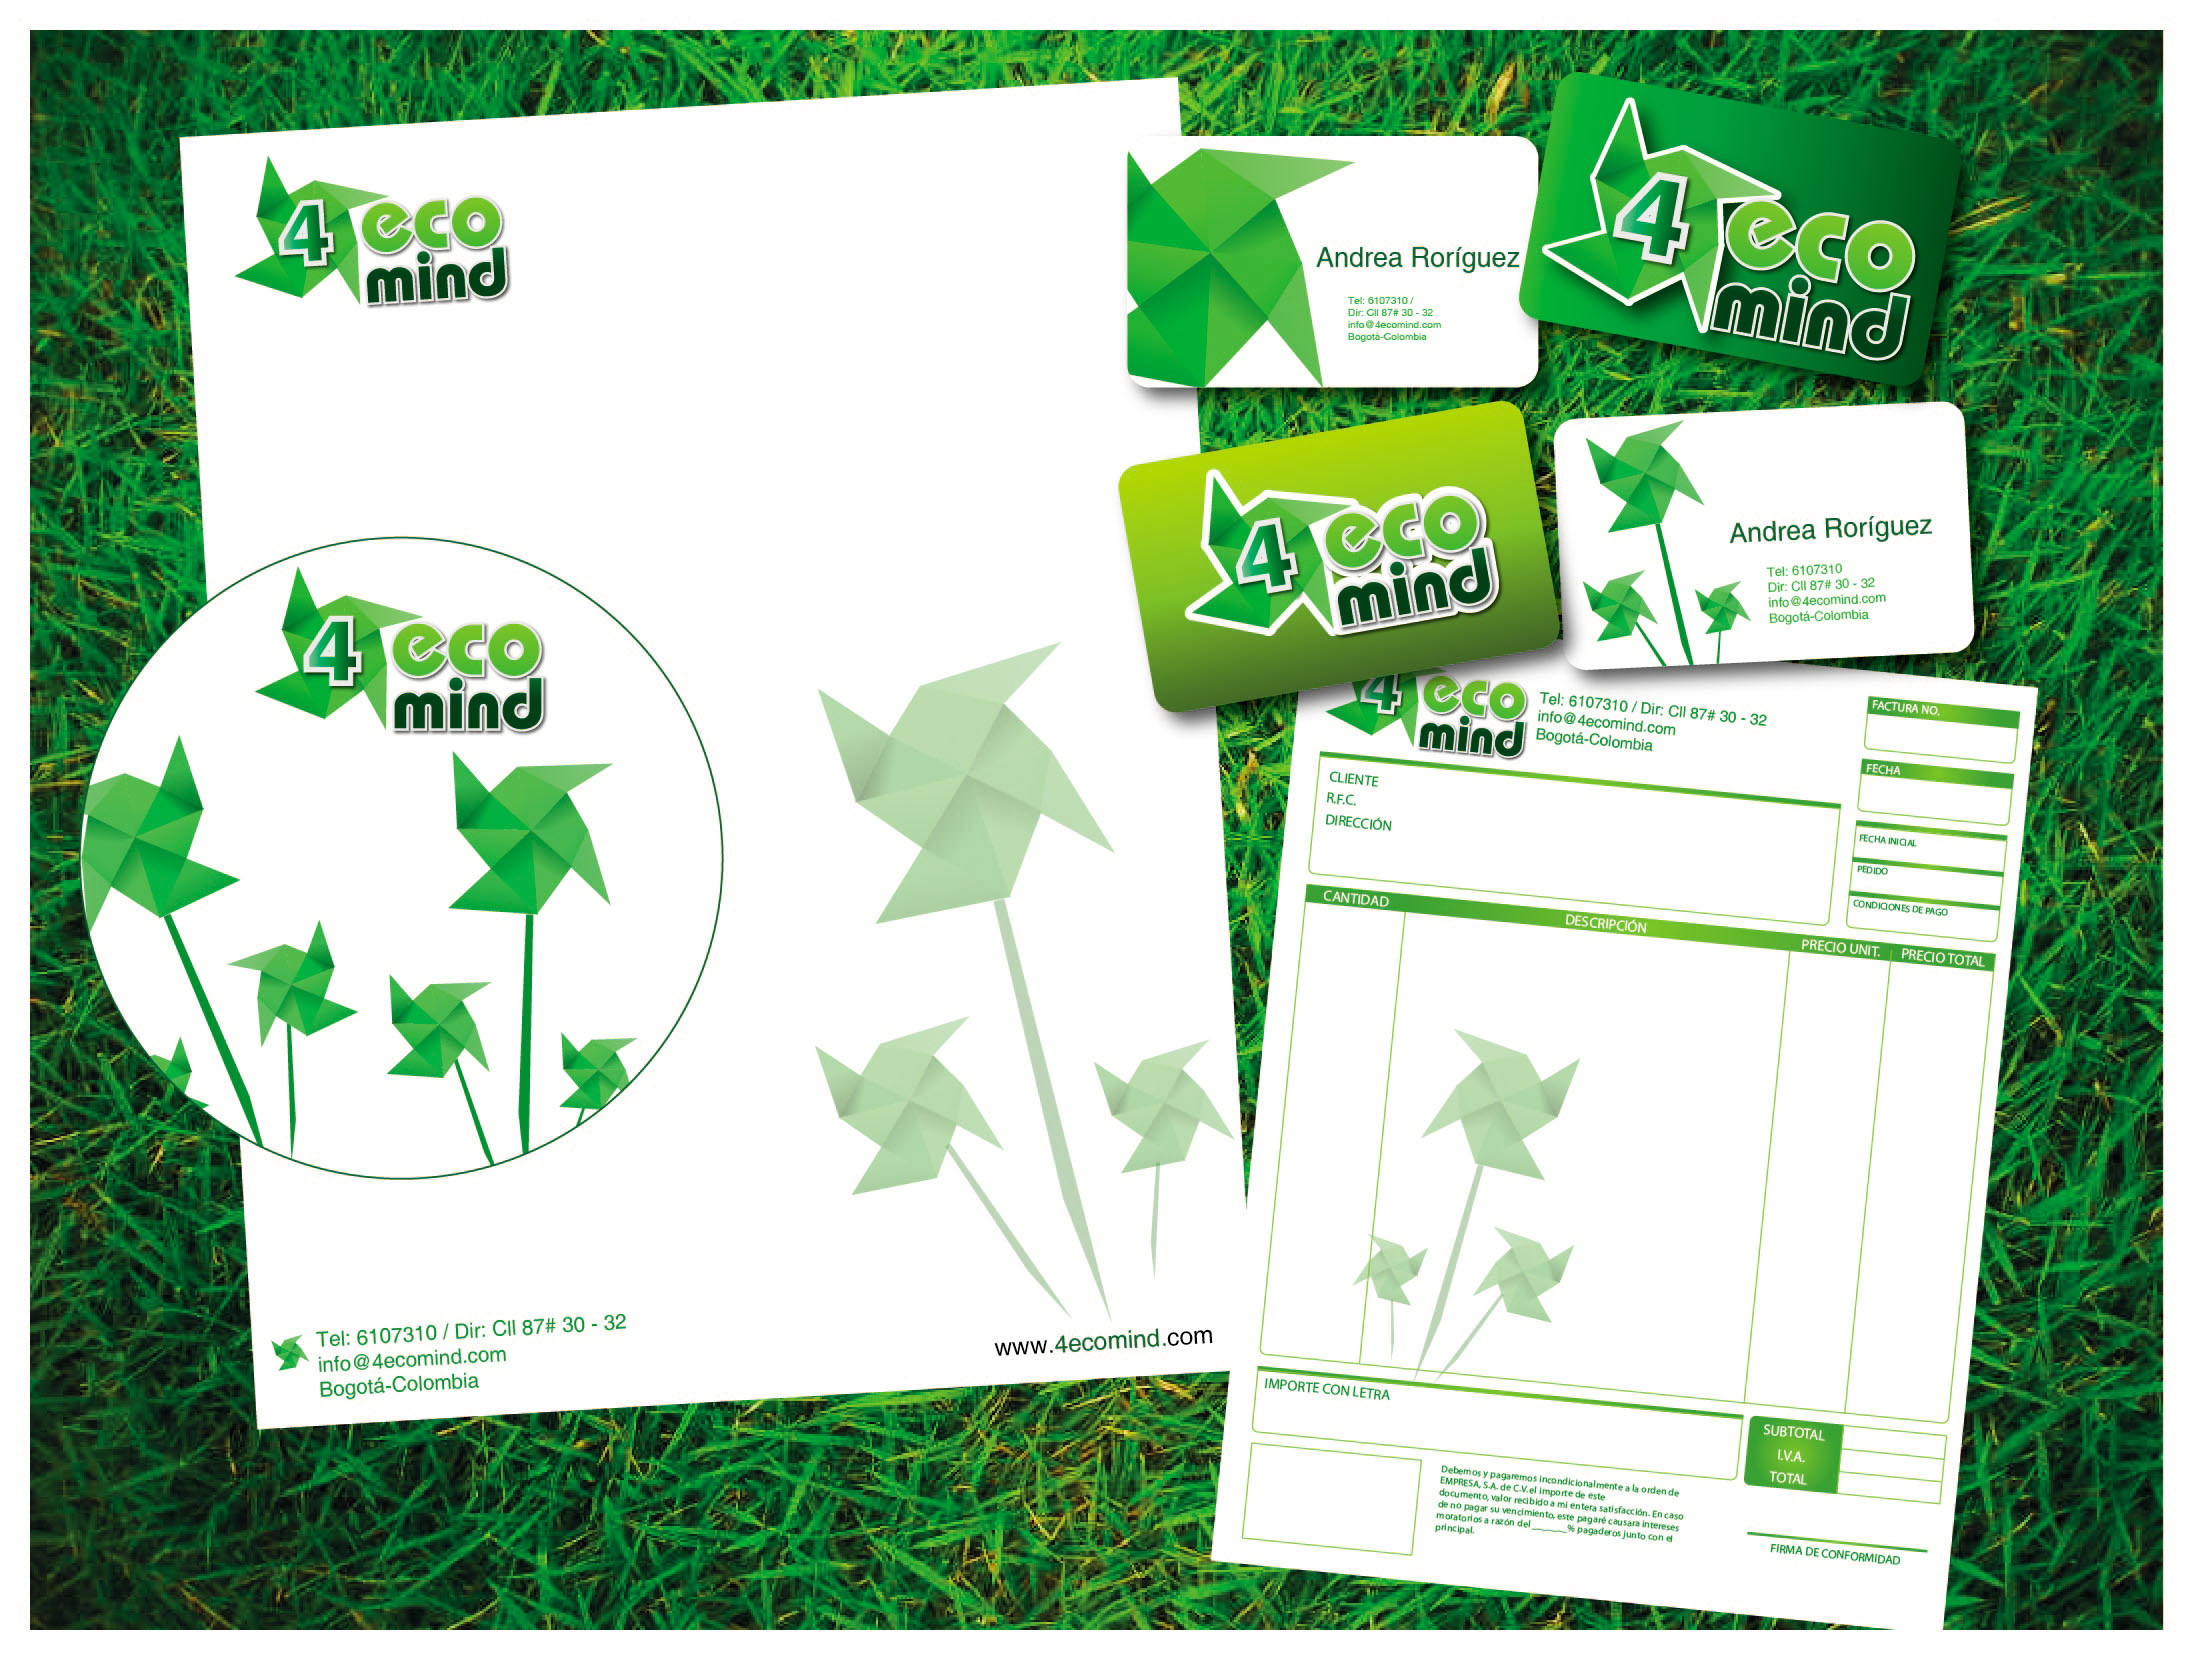 4 eco
mind
4 eco
mind
Tel: 6107310 / Dir: Cll 87# 30 - 32
info@4ecomind.com
Bogotá-Colombia
www.4ecomind.com
Andrea Roríguez
Tel: 6107310 /
Dir: Cll 87# 30 - 32
info@4ecomind.com
Bogotá-Colombia
4 eco
mind
4 eco
mind
Andrea Roríguez
Tel: 6107310
Dir: Cll 87# 30 - 32
info@4ecomind.com
Bogotá-Colombia
4 eco
mind
Tel: 6107310 / Dir: Cll 87# 30 - 32
info@4ecomind.com
Bogotá-Colombia
FACTURA NO.
FECHA
FECHA INICIAL
PEDIDO
CONDICIONES DE PAGO
CLIENTE
R.F.C.
DIRECCIÓN
CANTIDAD DESCRIPCIÓN PRECIO UNIT. PRECIO TOTAL
IMPORTE CON LETRA
SUBTOTAL
I.V.A.
TOTAL
Debemos y pagaremos incondicionalmente a la orden de
EMPRESA, S.A. de C.V. el importe de este
documento, valor recibido a mi entera satisfacción. En caso
de no pagar su vencimiento, este pagaré causara intereses
moratorios a razón del _______% pagaderos junto con el
principal.
FIRMA DE CONFORMIDAD